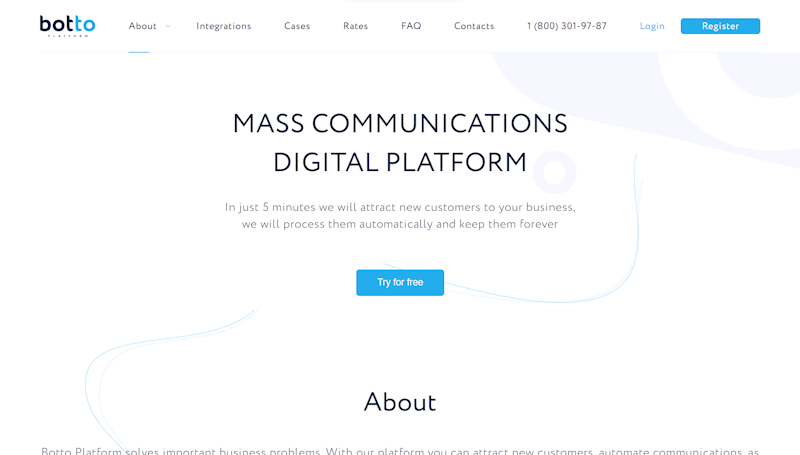 botto
PLATFORM
About
Integrations
Cases
Rates
FAQ
Contacts
1 (800) 301-97-87
Login
Register
MASS COMMUNICATIONS
DIGITAL PLATFORM
In just 5 minutes we will attract new customers to your business,
we will process them automatically and keep them forever
Try for free
About
Botto Platform solves important business problems. With our platform you can attract new customers, automate communications, as